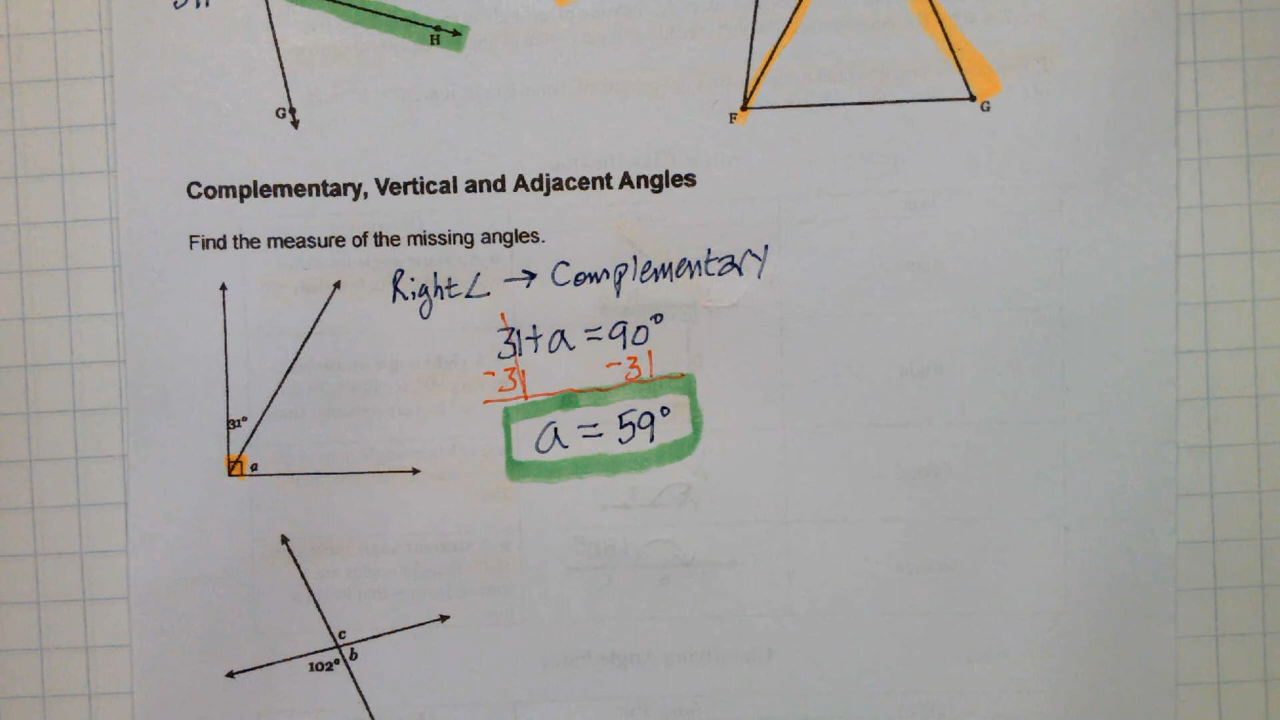 H
G
F
G
Complementary, Vertical and Adjacent Angles
Find the measure of the missing angles.
Right∠ → Complementary
31+a = 90°
-31 -31
a = 59°
31°
a
c
102° b